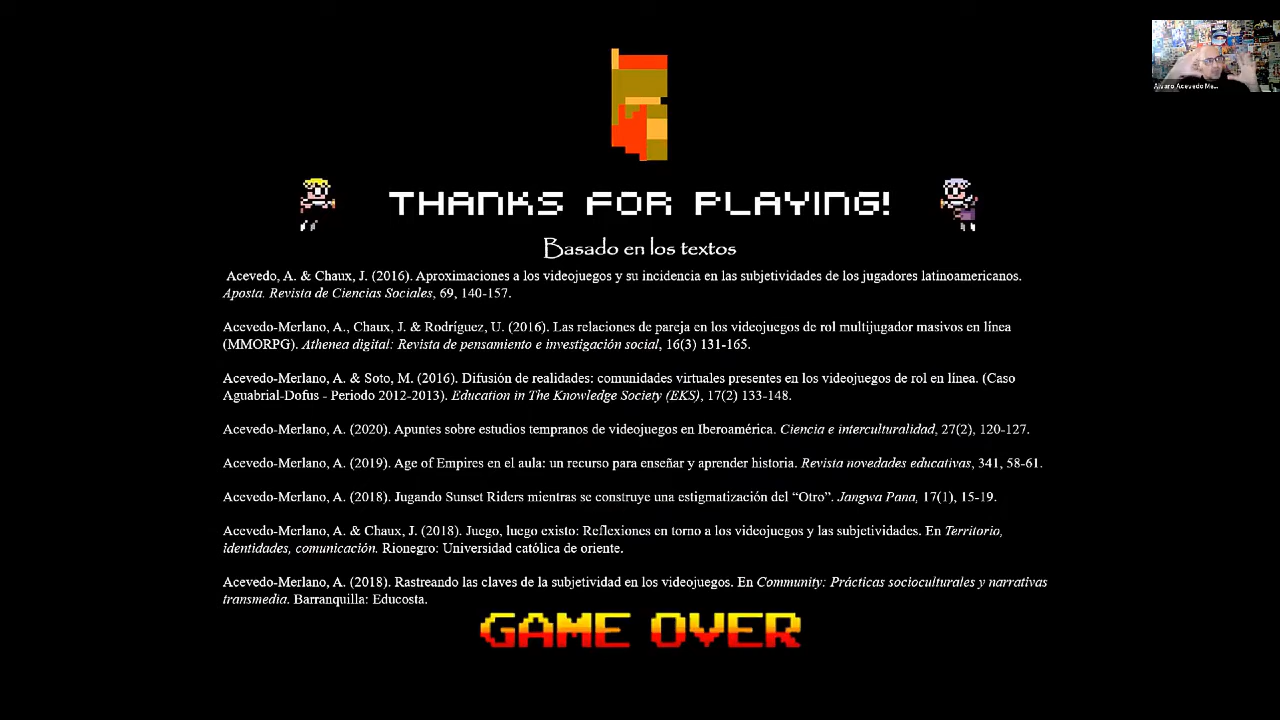 Alvaro Acevedo Me...
THANKS FOR PLAYING!
Basado en los textos
Acevedo, A. & Chaux, J. (2016). Aproximaciones a los videojuegos y su incidencia en las subjetividades de los jugadores latinoamericanos.
Aposta. Revista de Ciencias Sociales, 69, 140-157.
Acevedo-Merlano, A., Chaux, J. & Rodríguez, U. (2016). Las relaciones de pareja en los videojuegos de rol multijugador masivos en línea
(MMORPG). Athenea digital: Revista de pensamiento e investigación social, 16(3) 131-165.
Acevedo-Merlano, A. & Soto, M. (2016). Difusión de realidades: comunidades virtuales presentes en los videojuegos de rol en línea. (Caso
Aguabrial-Dofus - Periodo 2012-2013). Education in The Knowledge Society (EKS), 17(2) 133-148.
Acevedo-Merlano, A. (2020). Apuntes sobre estudios tempranos de videojuegos en Iberoamérica. Ciencia e interculturalidad, 27(2), 120-127.
Acevedo-Merlano, A. (2019). Age of Empires en el aula: un recurso para enseñar y aprender historia. Revista novedades educativas, 341, 58-61.
Acevedo-Merlano, A. (2018). Jugando Sunset Riders mientras se construye una estigmatización del “Otro”. Jangwa Pana, 17(1), 15-19.
Acevedo-Merlano, A. & Chaux, J. (2018). Juego, luego existo: Reflexiones en torno a los videojuegos y las subjetividades. En Territorio,
identidades, comunicación. Rionegro: Universidad católica de oriente.
Acevedo-Merlano, A. (2018). Rastreando las claves de la subjetividad en los videojuegos. En Community: Prácticas socioculturales y narrativas
transmedia. Barranquilla: Educosta.
GAME OVER